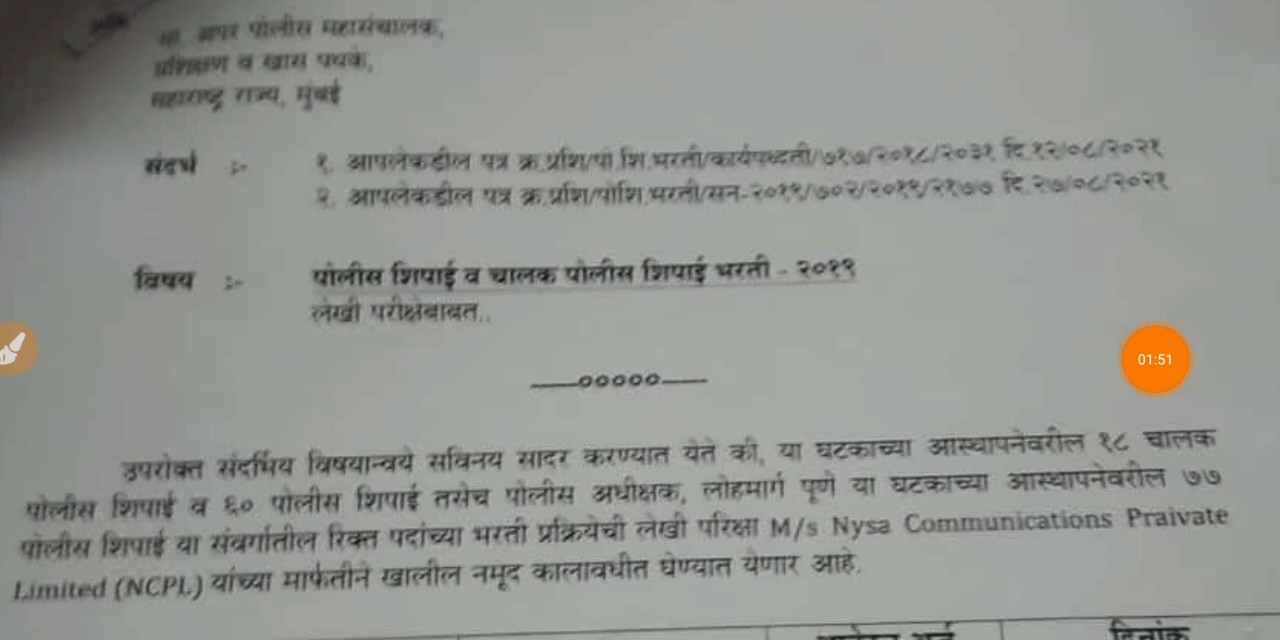 मा. अपर पोलीस महासंचालक,
प्रशिक्षण व खास पथके,
महाराष्ट्र राज्य, मुंबई
संदर्भ :- १. आपलेकडील पत्र क्र.प्रशि/पो.शि.भरती/कार्यपध्दती/७१७/२०१८/२०३१ दि.१२/०८/२०२१
२. आपलेकडील पत्र क्र.प्रशि/पोशि.भरती/सन-२०१९/७०२/२०१९/२१७७ दि.२७/०८/२०२१
विषय :- पोलीस शिपाई व चालक पोलीस शिपाई भरती - २०१९
लेखी परीक्षेबाबत..
___०००००___
01:51
उपरोक्त संदर्भिय विषयान्वये सविनय सादर करण्यात येते की, या घटकाच्या आस्थापनेवरील १८ चालक
पोलीस शिपाई व ६० पोलीस शिपाई तसेच पोलीस अधीक्षक, लोहमार्ग पूणे या घटकाच्या आस्थापनेवरील ७७
पोलीस शिपाई या संवर्गातील रिक्त पदांच्या भरती प्रक्रियेची लेखी परिक्षा M/s Nysa Communications Praivate
Limited (NCPL) यांच्या मार्फतीने खालील नमूद कालावधीत घेण्यात येणार आहे.
दिनांक